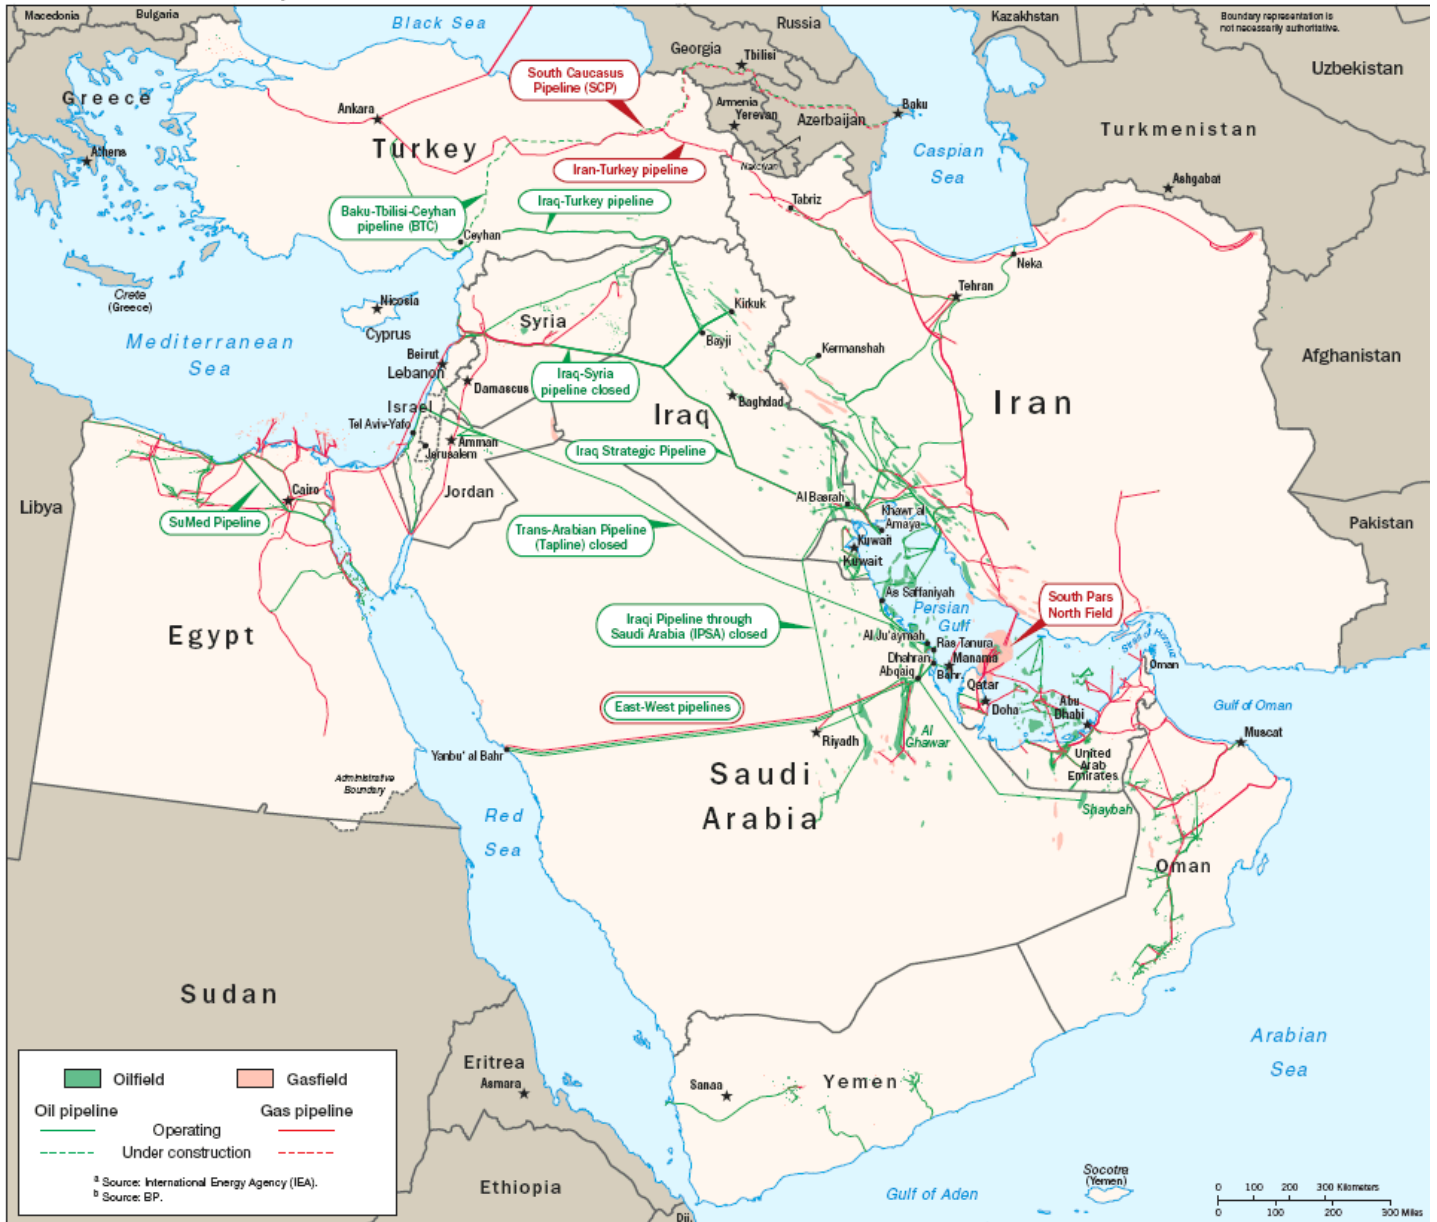 Macedonia
Bulgaria
Black Sea
Russia
Kazakhstan
Boundary representation is
not necessarily authoritative.
Georgia
Tbilisi
Uzbekistan
South Caucasus
Pipeline (SCP)
Greece
Ankara
Armenia
Yerevan
Azerbaijan
Baku
Turkmenistan
Athens
Turkey
Caspian
Sea
Iran-Turkey pipeline
Ashgabat
Baku-Tbilisi-Ceyhan
pipeline (BTC)
Iraq-Turkey pipeline
Tabriz
Ceyhan
Neka
Crete
(Greece)
Nicosia
Cyprus
Tehran
Syria
Kirkuk
Mediterranean
Sea
Bayji
Kermanshah
Afghanistan
Beirut
Lebanon
Damascus
Iraq-Syria
pipeline closed
Baghdad
Iran
Israel
Iraq
Tel Aviv-Yafo
Amman
Jerusalem
Iraq Strategic Pipeline
Libya
Cairo
Jordan
Al Basrah
Khawr al
Amaya
Pakistan
SuMed Pipeline
Trans-Arabian Pipeline
(Tapline) closed
Kuwait
Kuwait
As Saffaniyah
Persian
Gulf
South Pars
North Field
Egypt
Iraqi Pipeline through
Saudi Arabia (IPSA) closed
Al Ju'aymah
Ras Tanura
Strait of Hormuz
Dhahran
Manama
Oman
Abqaiq
Bahr.
Qatar
Doha
Abu
Dhabi
Gulf of Oman
East-West pipelines
Riyadh
Al
Ghawar
Muscat
Yanbu' al Bahr
United
Arab
Emirates
Administrative
Boundary
Saudi
Arabia
Shaybah
Red
Sea
Oman
Sudan
Arabian
Sea
Eritrea
Asmara
Sanaa
Yemen
Oilfield
Gasfield
Oil pipeline
Gas pipeline
Operating
Under construction
a Source: International Energy Agency (IEA).
b Source: BP.
Ethiopia
Dji.
Gulf of Aden
Socotra
(Yemen)
0 100 200 300 Kilometers
0 100 200 300 Miles